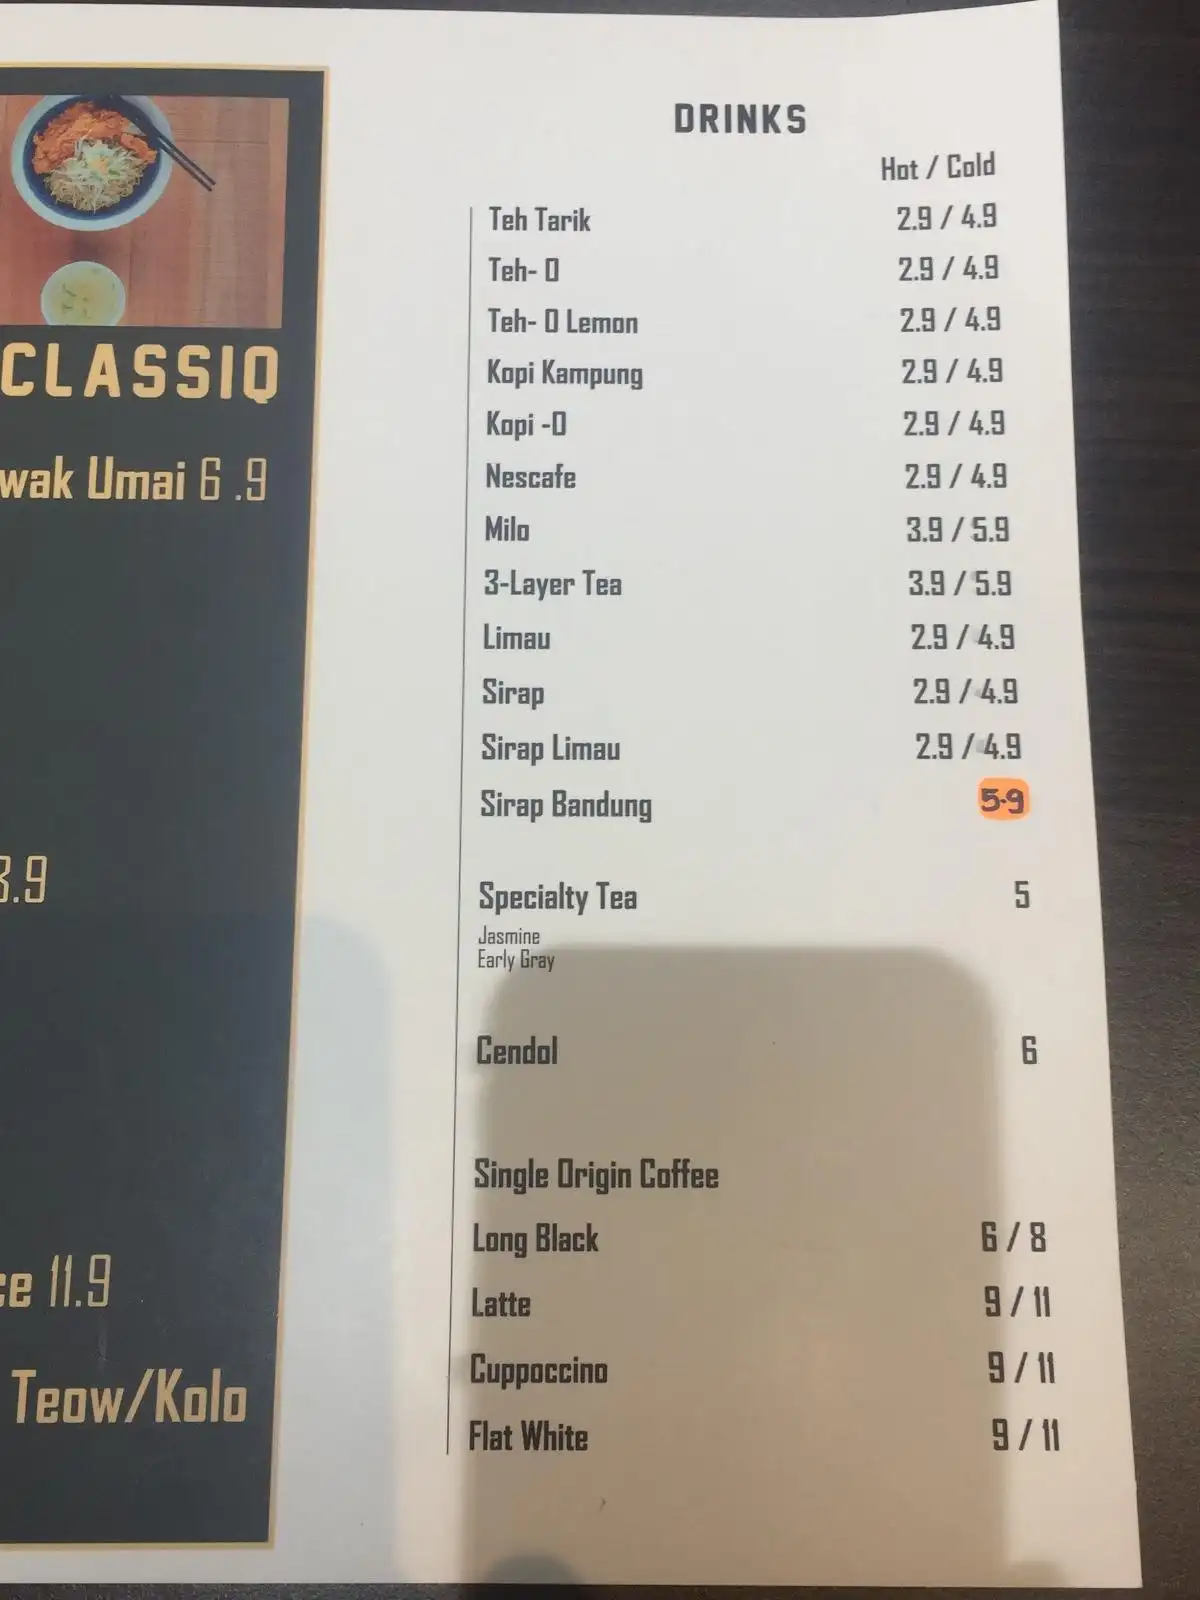 CLASSIQ
wak Umai 6 .9
3.9
ce 11.9
Teow/Kolo
DRINKS
Hot / Cold
Teh Tarik 2.9 / 4.9
Teh- O 2.9 / 4.9
Teh- O Lemon 2.9 / 4.9
Kopi Kampung 2.9 / 4.9
Kopi -O 2.9 / 4.9
Nescafe 2.9 / 4.9
Milo 3.9 / 5.9
3-Layer Tea 3.9 / 5.9
Limau 2.9 / 4.9
Sirap 2.9 / 4.9
Sirap Limau 2.9 / 4.9
Sirap Bandung 5.9
Specialty Tea 5
Jasmine
Early Gray
Cendol 6
Single Origin Coffee
Long Black 6 / 8
Latte 9 / 11
Cuppoccino 9 / 11
Flat White 9 / 11